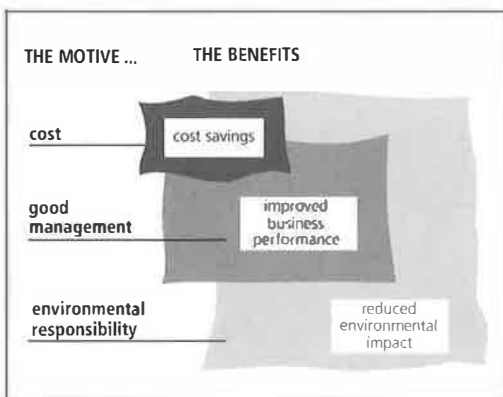 THE MOTIVE ... THE BENEFITS
cost
cost savings
good
management
improved
business
performance
environmental
responsibility
reduced
environmental
impact